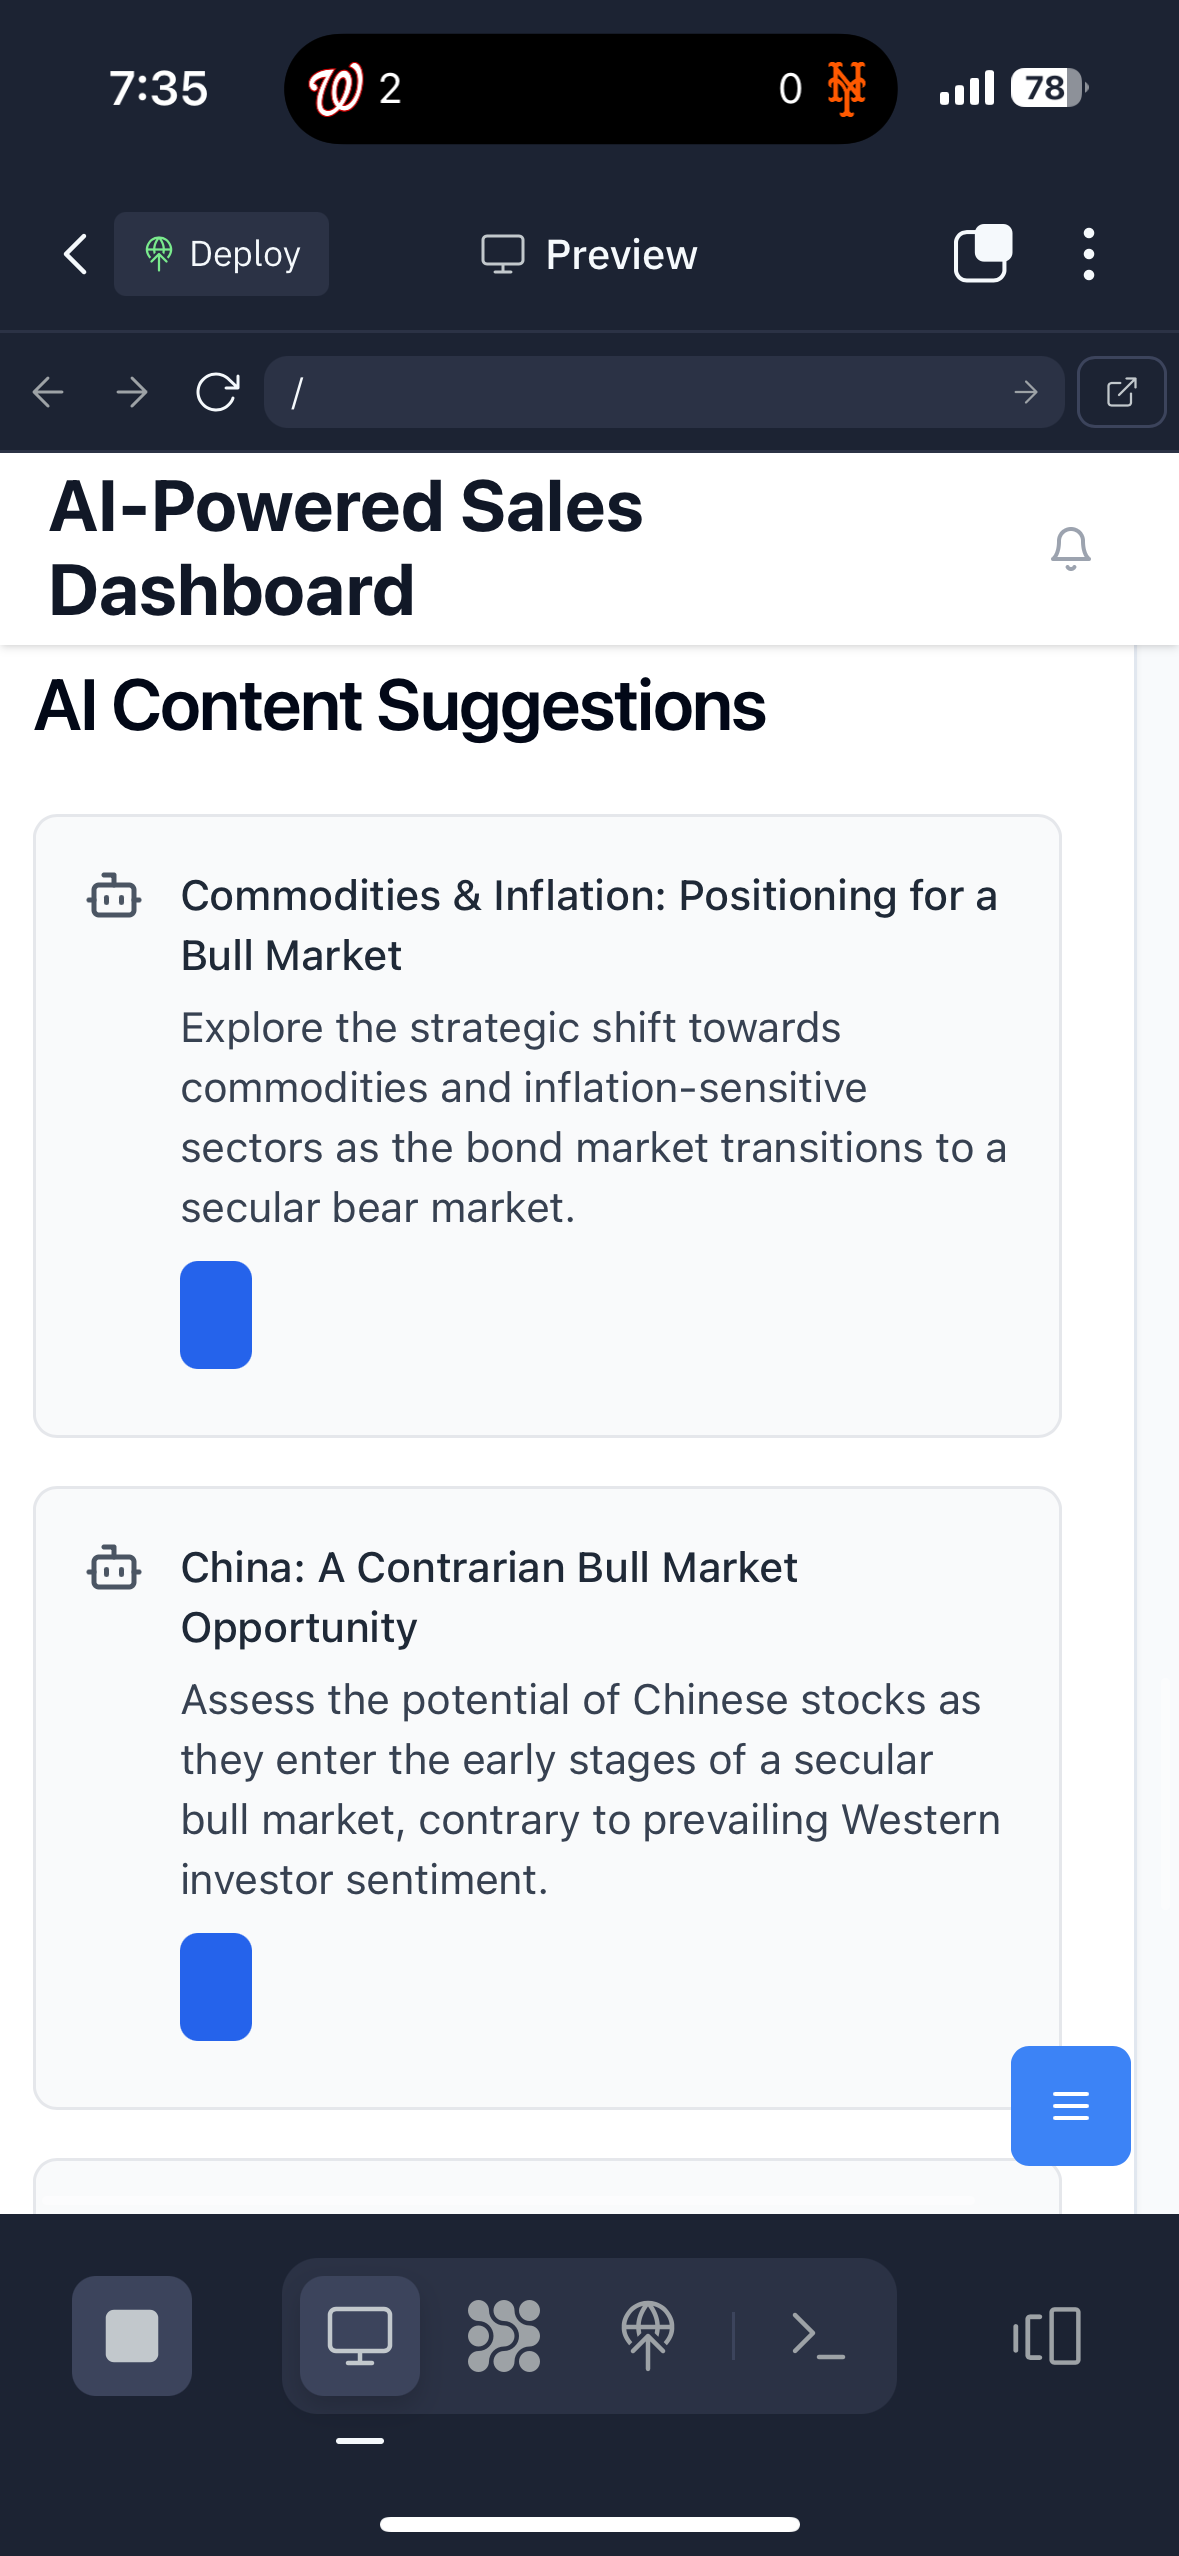 7:35
W 2
0 NY
78
Deploy
Preview
/
AI-Powered Sales
Dashboard
AI Content Suggestions
Commodities & Inflation: Positioning for a
Bull Market
Explore the strategic shift towards
commodities and inflation-sensitive
sectors as the bond market transitions to a
secular bear market.
China: A Contrarian Bull Market
Opportunity
Assess the potential of Chinese stocks as
they enter the early stages of a secular
bull market, contrary to prevailing Western
investor sentiment.